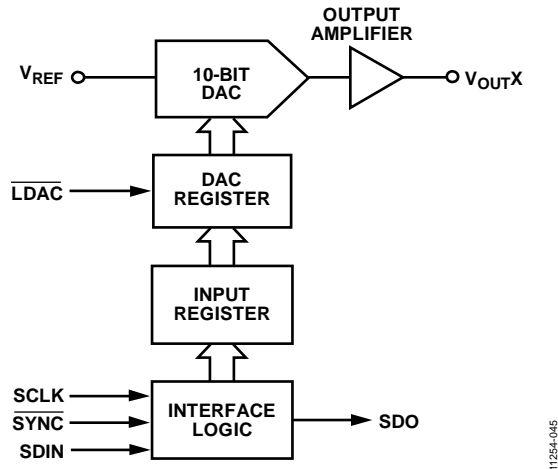 OUTPUT
AMPLIFIER
VREF
10-BIT
DAC
VOUTX
LDAC
DAC
REGISTER
INPUT
REGISTER
SCLK
SYNC
SDIN
INTERFACE
LOGIC
SDO
11254-045